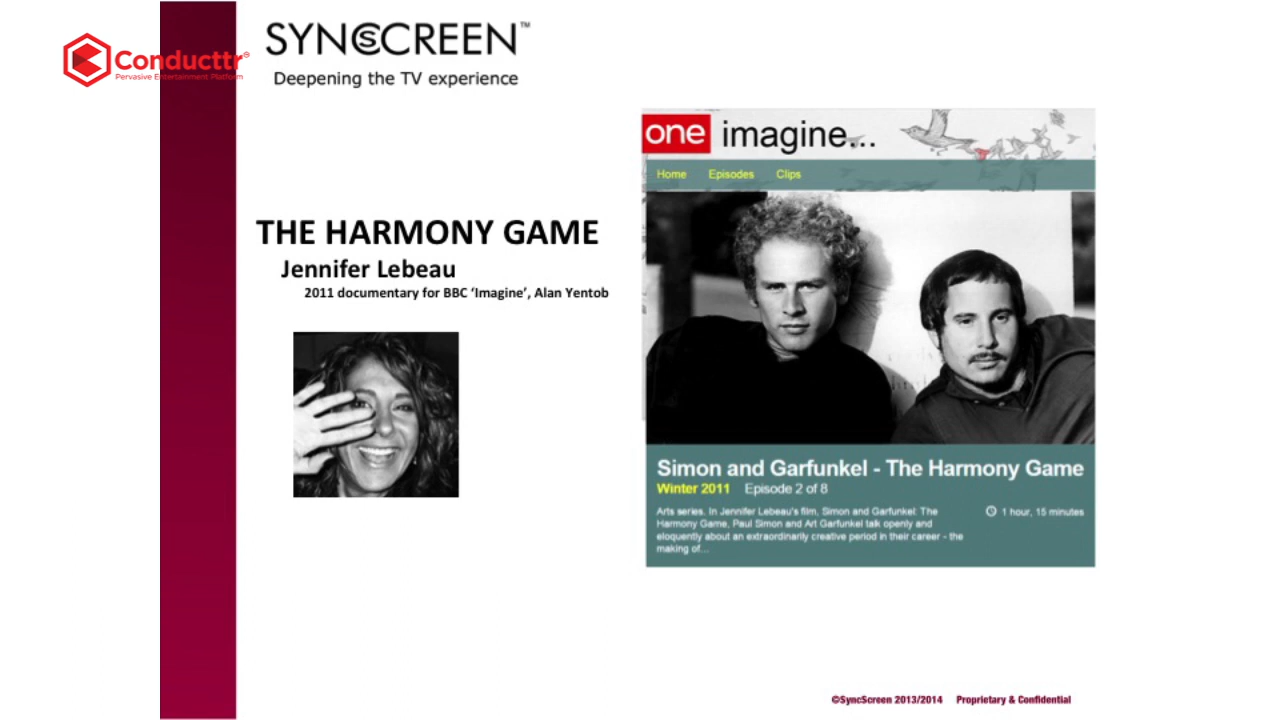 SYNCSCREEN™
Conducttr®
Pervasive Entertainment Platform
Deepening the TV experience
THE HARMONY GAME
Jennifer Lebeau
2011 documentary for BBC ‘Imagine’, Alan Yentob
one imagine...
Home Episodes Clips
Simon and Garfunkel - The Harmony Game
Winter 2011 Episode 2 of 8
Arts series. In Jennifer Lebeau's film, Simon and Garfunkel: The
Harmony Game, Paul Simon and Art Garfunkel talk openly and
eloquently about an extraordinarily creative period in their career - the
making of...
1 hour, 15 minutes
©SyncScreen 2013/2014 Proprietary & Confidential